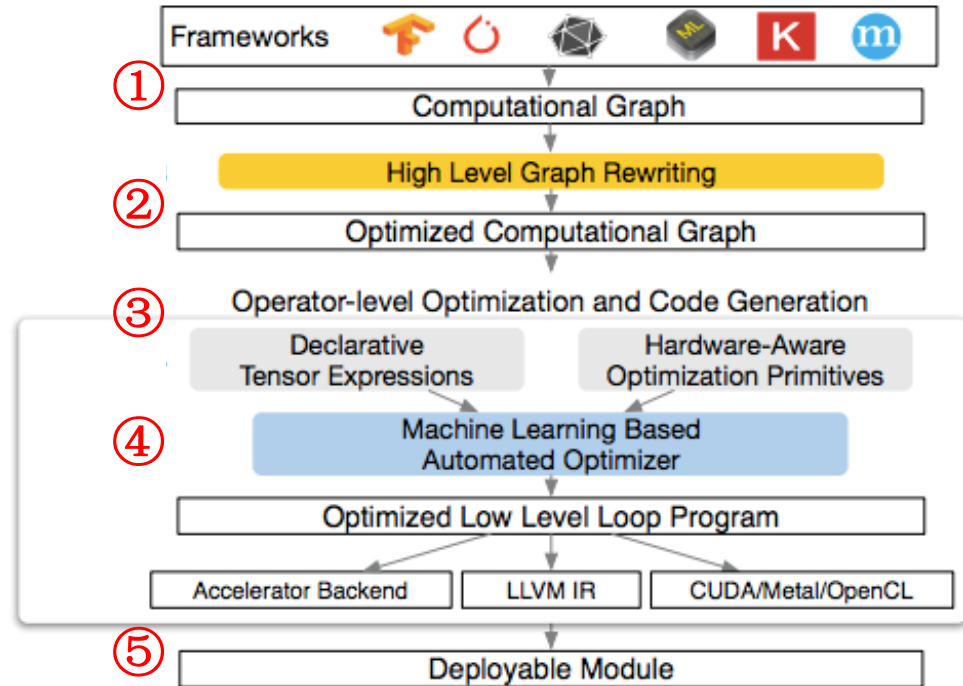 Frameworks
ML
K
m
①
Computational Graph
High Level Graph Rewriting
②
Optimized Computational Graph
③
Operator-level Optimization and Code Generation
Declarative
Tensor Expressions
Hardware-Aware
Optimization Primitives
④
Machine Learning Based
Automated Optimizer
Optimized Low Level Loop Program
Accelerator Backend
LLVM IR
CUDA/Metal/OpenCL
⑤
Deployable Module